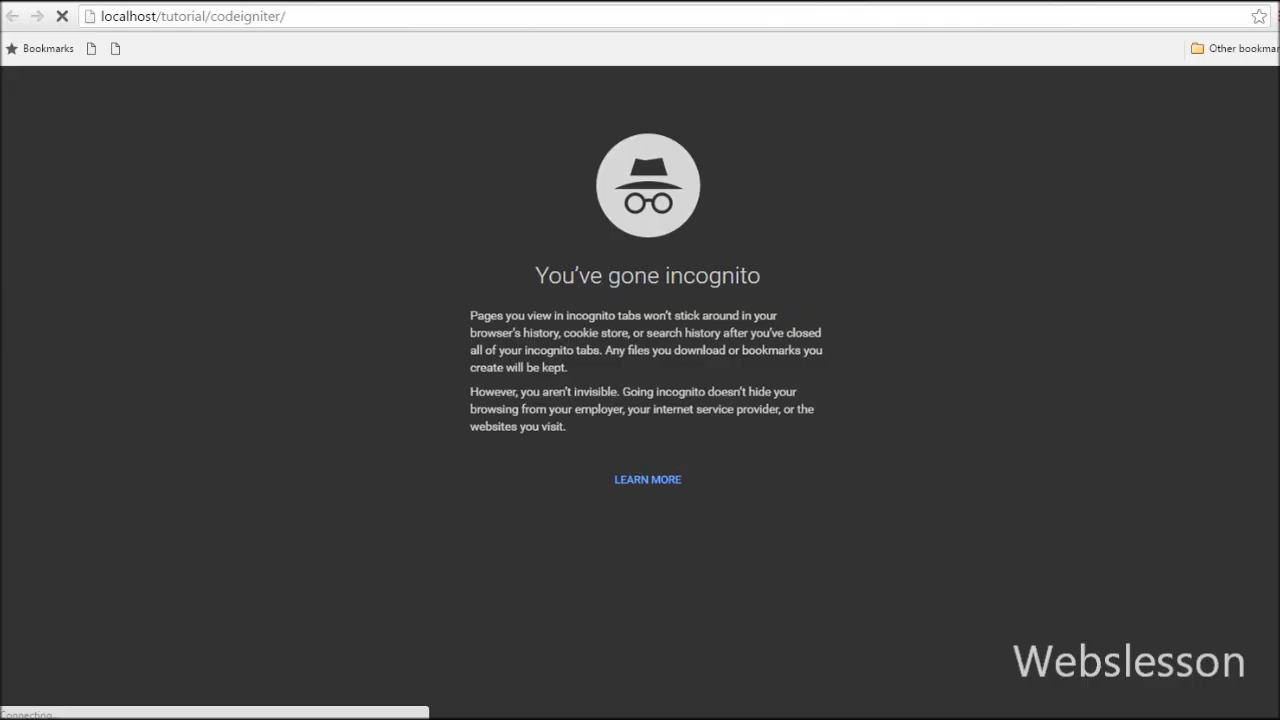 localhost/tutorial/codeigniter/
Bookmarks
Other bookmar
You've gone incognito
Pages you view in incognito tabs won't stick around in your
browser's history, cookie store, or search history after you've closed
all of your incognito tabs. Any files you download or bookmarks you
create will be kept.
However, you aren't invisible. Going incognito doesn't hide your
browsing from your employer, your internet service provider, or the
websites you visit.
LEARN MORE
Webslesson
Connecting...